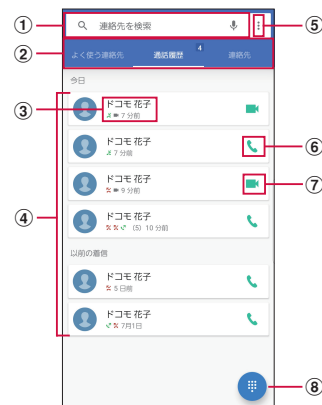 ① 連絡先を検索 ⑤
② よく使う連絡先 通話履歴 4 連絡先
今日
③ ドコモ 花子
7 分前
④
ドコモ 花子 ⑥
7 分前
ドコモ 花子 ⑦
9 分前
ドコモ 花子
(5) 10 分前
以前の着信
ドコモ 花子
5 日前
ドコモ 花子
7月1日
⑧